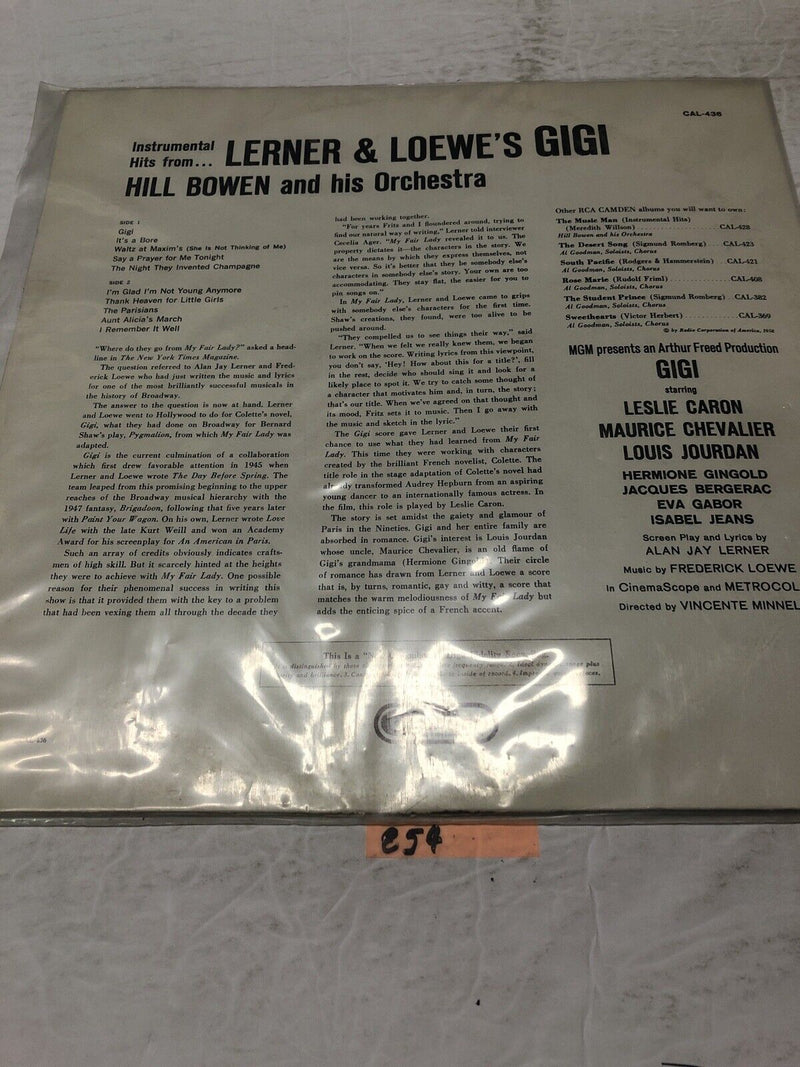 CAL-436
Instrumental
Hits from... LERNER & LOEWE'S GIGI
HILL BOWEN and his Orchestra
SIDE 1
Gigi
It's a Bore
Waltz at Maxim's (She Is Not Thinking of Me)
Say a Prayer for Me Tonight
The Night They Invented Champagne
SIDE 2
I'm Glad I'm Not Young Anymore
Thank Heaven for Little Girls
The Parisians
Aunt Alicia's March
I Remember It Well
"Where do they go from My Fair Lady?" asked a head-
line in The New York Times Magazine.
The question referred to Alan Jay Lerner and Fred-
erick Loewe who had just written the music and lyrics
for one of the most brilliantly successful musicals in
the history of Broadway.
The answer to the question is now at hand. Lerner
and Loewe went to Hollywood to do for Colette's novel,
Gigi, what they had done on Broadway for Bernard
Shaw's play, Pygmalion, from which My Fair Lady was
adapted.
Gigi is the current culmination of a collaboration
which first drew favorable attention in 1945 when
Lerner and Loewe wrote The Day Before Spring. The
team leaped from this promising beginning to the upper
reaches of the Broadway musical hierarchy with the
1947 fantasy, Brigadoon, following that five years later
with Paint Your Wagon. On his own, Lerner wrote Love
Life with the late Kurt Weill and won an Academy
Award for his screenplay for An American in Paris.
Such an array of credits obviously indicates crafts-
men of high skill. But it scarcely hinted at the heights
they were to achieve with My Fair Lady. One possible
reason for their phenomenal success in writing this
show is that it provided them with the key to a problem
that had been vexing them all through the decade they
had been working together.
"For years Fritz and I floundered around, trying to
find our natural way of writing," Lerner told interviewer
Cecelia Ager. "My Fair Lady revealed it to us. The
property dictates it—the characters in the story. We
are the means by which they express themselves, not
vice versa. So it's better that they be somebody else's
characters in somebody else's story. Your own are too
accommodating. They stay flat, the easier for you to
pin songs on."
In My Fair Lady, Lerner and Loewe came to grips
with somebody else's characters for the first time.
Shaw's creations, they found, were too alive to be
pushed around.
"They compelled us to see things their way," said
Lerner. "When we felt we really knew them, we began
to work on the score. Writing lyrics from this viewpoint,
you don't say, 'Hey! How about this for a title?', fill
in the rest, decide who should sing it and look for a
likely place to spot it. We try to catch some thought of
a character that motivates him and, in turn, the story;
that's our title. When we've agreed on that thought and
its mood, Fritz sets it to music. Then I go away with
the music and sketch in the lyric."
The Gigi score gave Lerner and Loewe their first
chance to use what they had learned from My Fair
Lady. This time they were working with characters
created by the brilliant French novelist, Colette. The
title role in the stage adaptation of Colette's novel had
already transformed Audrey Hepburn from an aspiring
young dancer to an internationally famous actress. In
the film, this role is played by Leslie Caron.
The story is set amidst the gaiety and glamour of
Paris in the Nineties. Gigi and her entire family are
absorbed in romance. Gigi's interest is Louis Jourdan
whose uncle, Maurice Chevalier, is an old flame of
Gigi's grandmama (Hermione Gingold). Their circle
of romance has drawn from Lerner and Loewe a score
that is, by turns, romantic, gay and witty, a score that
matches the warm melodiousness of My Fair Lady but
adds the enticing spice of a French accent.
Other RCA CAMDEN albums you will want to own:
The Music Man (Instrumental Hits)
(Meredith Willson) CAL-428
Hill Bowen and his Orchestra
The Desert Song (Sigmund Romberg) CAL-423
Al Goodman, Soloists, Chorus
South Pacific (Rodgers & Hammerstein) CAL-421
Al Goodman, Soloists, Chorus
Rose Marie (Rudolf Friml) CAL-408
Al Goodman, Soloists, Chorus
The Student Prince (Sigmund Romberg) CAL-382
Al Goodman, Soloists, Chorus
Sweethearts (Victor Herbert) CAL-369
Al Goodman, Soloists, Chorus
© by Radio Corporation of America, 1958
MGM presents an Arthur Freed Production
GIGI
starring
LESLIE CARON
MAURICE CHEVALIER
LOUIS JOURDAN
HERMIONE GINGOLD
JACQUES BERGERAC
EVA GABOR
ISABEL JEANS
Screen Play and Lyrics by
ALAN JAY LERNER
Music by FREDERICK LOEWE
In CinemaScope and METROCOL
Directed by VINCENTE MINNEL
This Is a
distinguished by these
plus
and brilliance.
side of record. 4.
e54